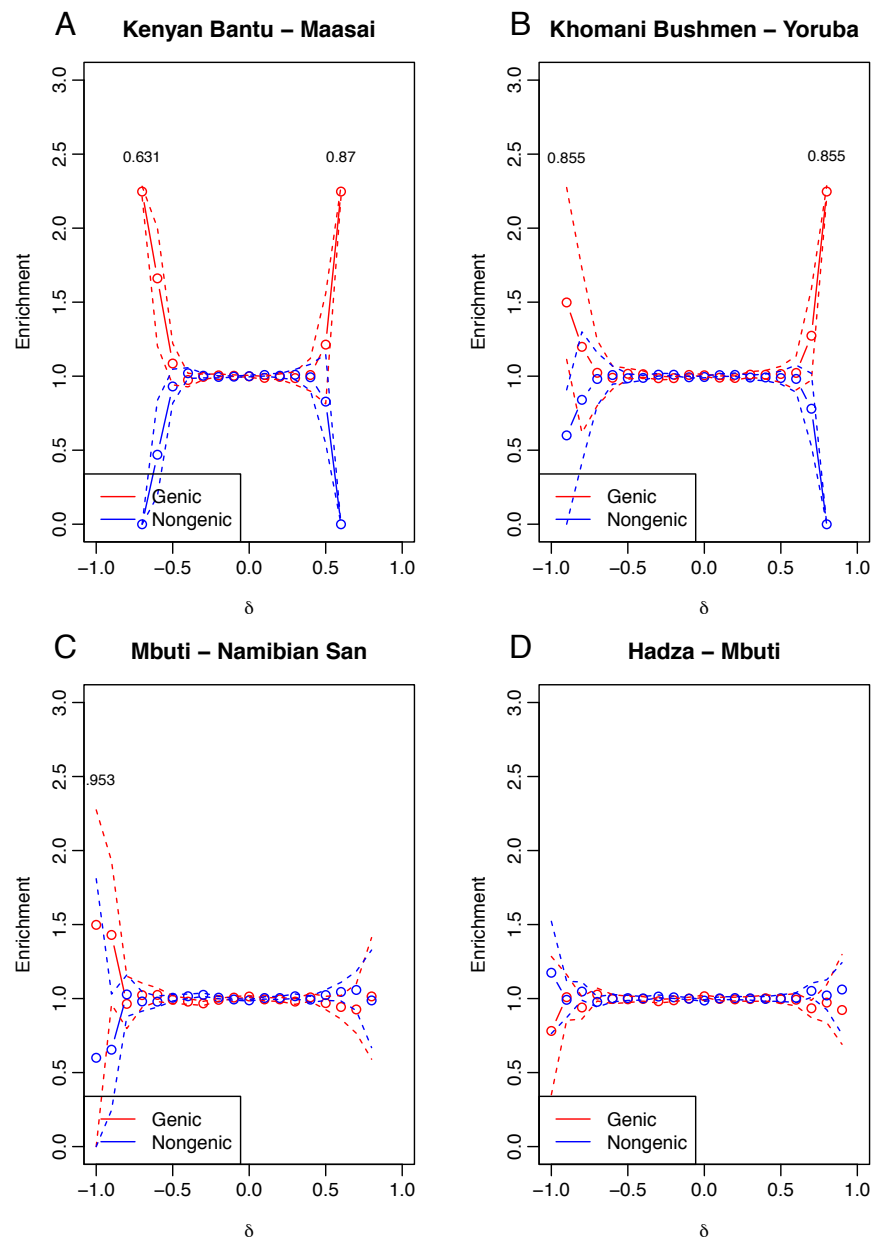 A Kenyan Bantu – Maasai
0.631
0.87
Enrichment
0.0 0.5 1.0 1.5 2.0 2.5 3.0
Genic
Nongenic
−1.0 −0.5 0.0 0.5 1.0
δ
B Khomani Bushmen – Yoruba
0.855
0.855
Enrichment
0.0 0.5 1.0 1.5 2.0 2.5 3.0
Genic
Nongenic
−1.0 −0.5 0.0 0.5 1.0
δ
C Mbuti – Namibian San
.953
Enrichment
0.0 0.5 1.0 1.5 2.0 2.5 3.0
Genic
Nongenic
−1.0 −0.5 0.0 0.5 1.0
δ
D Hadza – Mbuti
Enrichment
0.0 0.5 1.0 1.5 2.0 2.5 3.0
Genic
Nongenic
−1.0 −0.5 0.0 0.5 1.0
δ